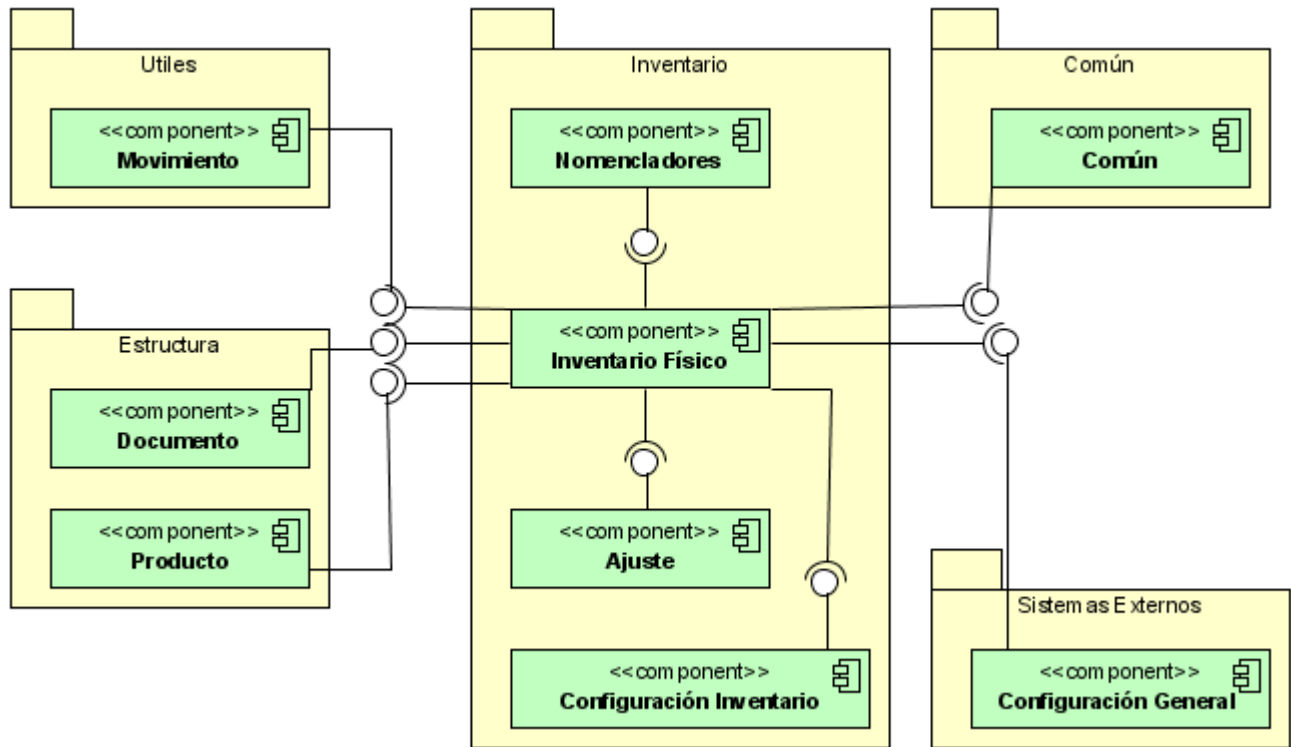 Utiles
<<component>>
Movimiento
Inventario
<<component>>
Nomencladores
Común
<<component>>
Común
Estructura
<<component>>
Documento
<<component>>
Producto
<<component>>
Inventario Físico
<<component>>
Ajuste
<<component>>
Configuración Inventario
Sistemas Externos
<<component>>
Configuración General